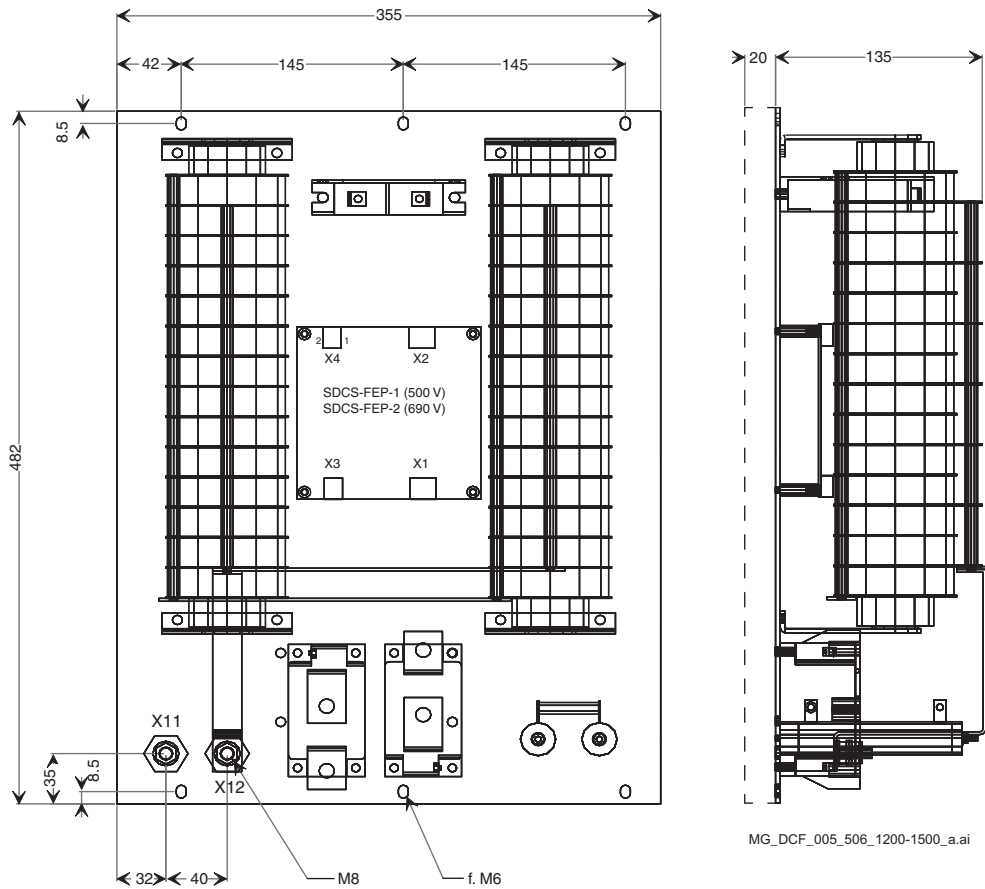 355
42
145
145
20
135
8.5
482
2
1
X4
X2
SDCS-FEP-1 (500 V)
SDCS-FEP-2 (690 V)
X3
X1
X11
X12
35
8.5
32
40
M8
f. M6
MG_DCF_005_506_1200-1500_a.ai